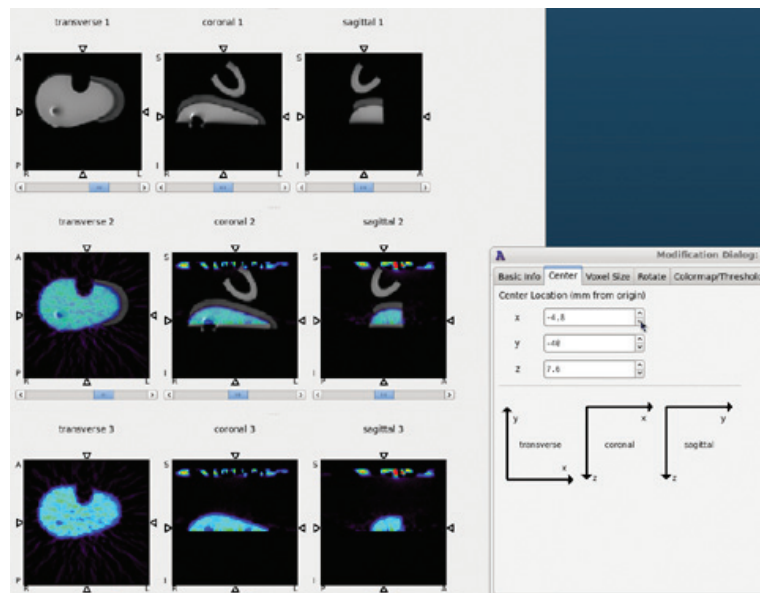 transverse 1 coronal 1 sagittal 1
A S S
P I I
R L R L P A
transverse 2 coronal 2 sagittal 2
A S S
P I I
R L R L P A
Modification Dialog:
Basic Info Center Voxel Size Rotate Colormap/Threshold
Center Location (mm from origin)
x -4.8
y -40
z 7.6
y
x y
transverse coronal sagittal
x
z z
transverse 3 coronal 3 sagittal 3
A S S
P I I
R L R L P A